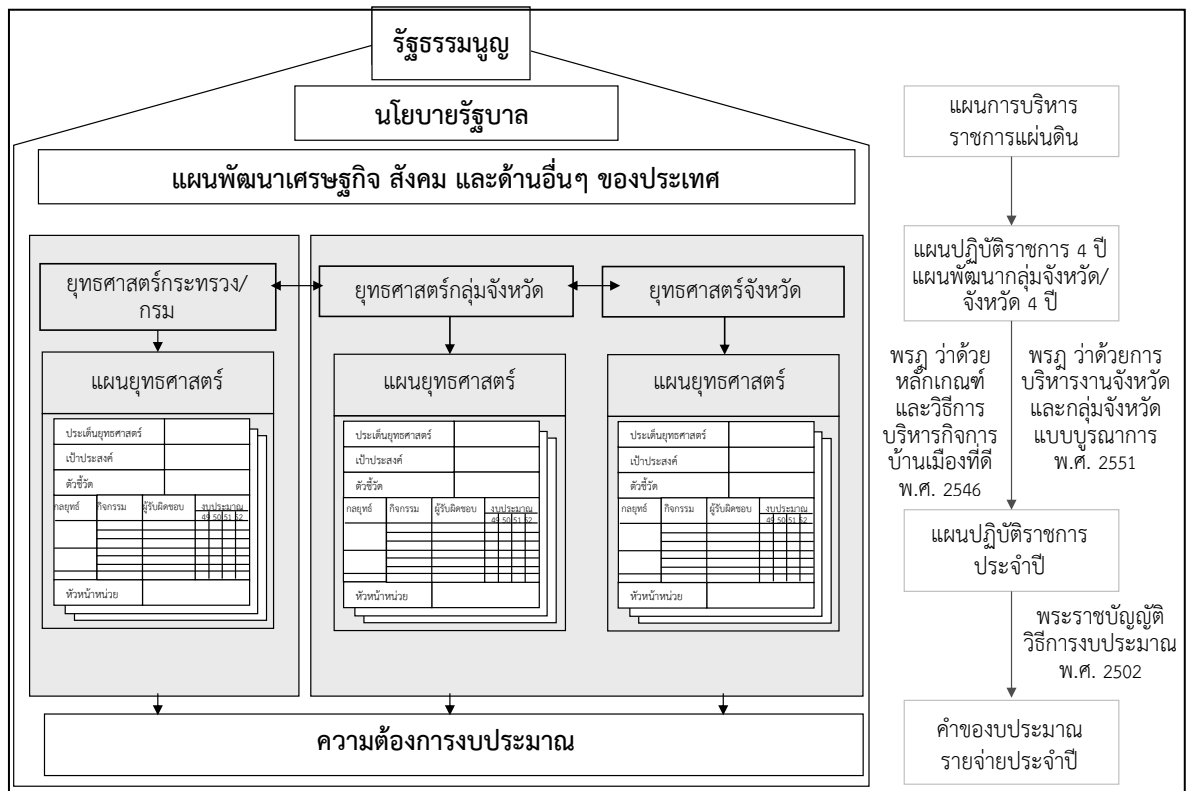 รัฐธรรมนูญ
นโยบายรัฐบาล
แผนพัฒนาเศรษฐกิจ สังคม และด้านอื่นๆ ของประเทศ
ยุทธศาสตร์กระทรวง/
กรม
ยุทธศาสตร์กลุ่มจังหวัด
ยุทธศาสตร์จังหวัด
แผนยุทธศาสตร์
ประเด็นยุทธศาสตร์
เป้าประสงค์
ตัวชี้วัด
กลยุทธ์ กิจกรรม ผู้รับผิดชอบ งบประมาณ
49 50 51 52
หัวหน้าหน่วย
แผนยุทธศาสตร์
ประเด็นยุทธศาสตร์
เป้าประสงค์
ตัวชี้วัด
กลยุทธ์ กิจกรรม ผู้รับผิดชอบ งบประมาณ
49 50 51 52
หัวหน้าหน่วย
แผนยุทธศาสตร์
ประเด็นยุทธศาสตร์
เป้าประสงค์
ตัวชี้วัด
กลยุทธ์ กิจกรรม ผู้รับผิดชอบ งบประมาณ
49 50 51 52
หัวหน้าหน่วย
ความต้องการงบประมาณ
แผนการบริหาร
ราชการแผ่นดิน
แผนปฏิบัติราชการ 4 ปี
แผนพัฒนากลุ่มจังหวัด/
จังหวัด 4 ปี
พรฎ ว่าด้วย
หลักเกณฑ์
และวิธีการ
บริหารกิจการ
บ้านเมืองที่ดี
พ.ศ. 2546
พรฎ ว่าด้วยการ
บริหารงานจังหวัด
และกลุ่มจังหวัด
แบบบูรณาการ
พ.ศ. 2551
แผนปฏิบัติราชการ
ประจำปี
พระราชบัญญัติ
วิธีการงบประมาณ
พ.ศ. 2502
คำของบประมาณ
รายจ่ายประจำปี